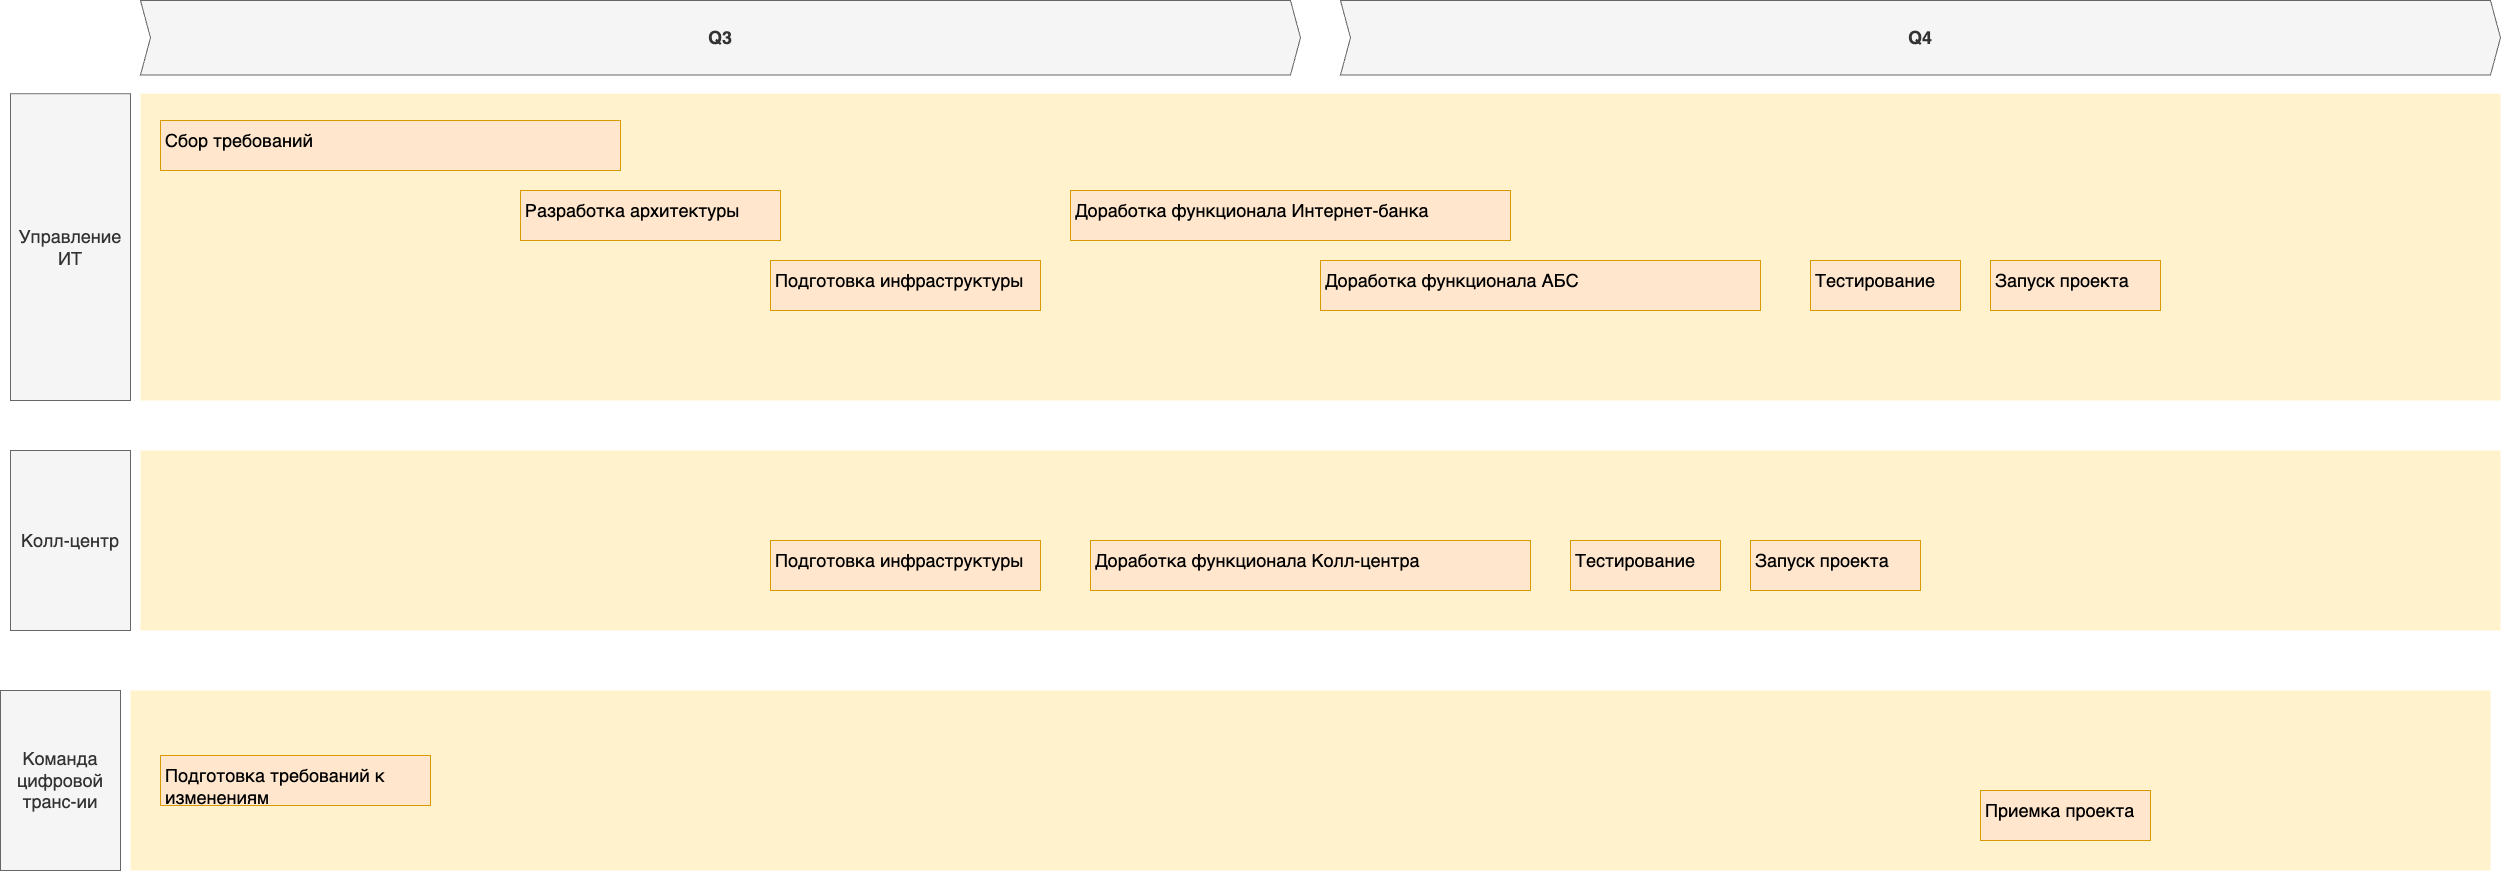 Q3
Q4
Управление
ИТ
Сбор требований
Разработка архитектуры
Доработка функционала Интернет-банка
Подготовка инфраструктуры
Доработка функционала АБС
Тестирование
Запуск проекта
Колл-центр
Подготовка инфраструктуры
Доработка функционала Колл-центра
Тестирование
Запуск проекта
Команда
цифровой
транс-ии
Подготовка требований к
изменениям
Приемка проекта